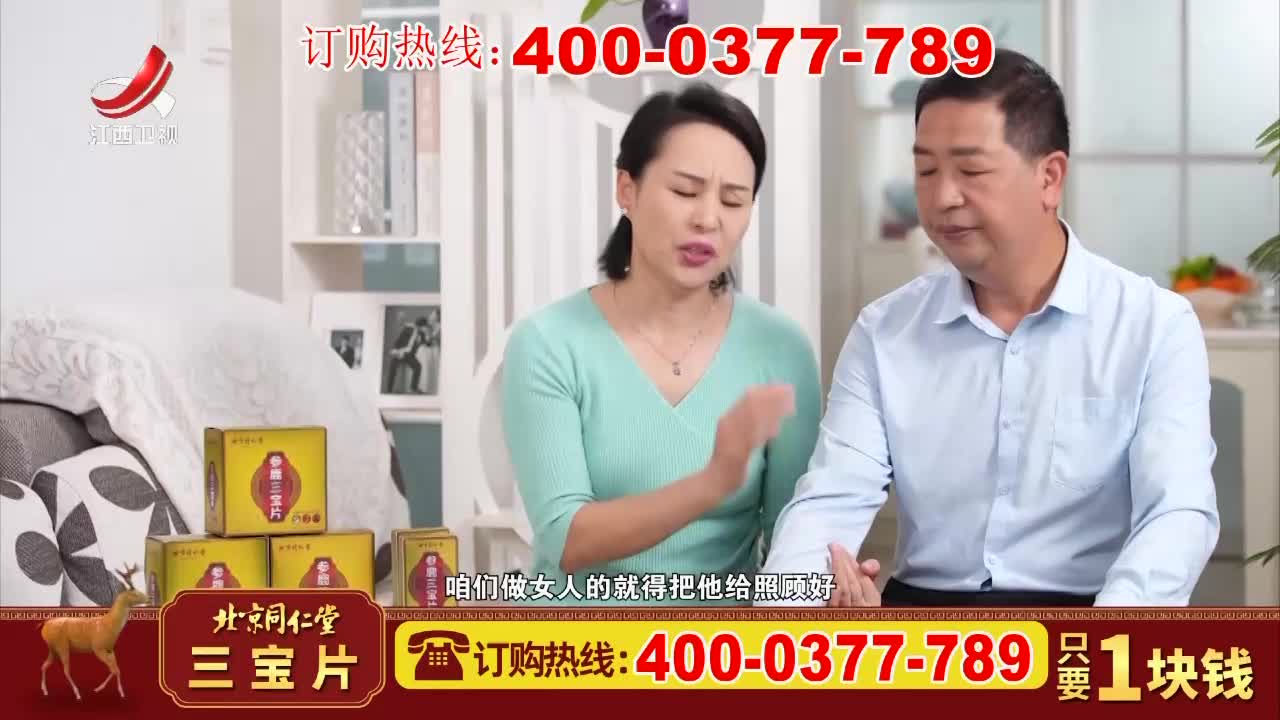 订购热线:400-0377-789
江西卫视
参鹿三宝片
咱们做女人的就得把他给照顾好
北京同仁堂
三宝片
订购热线:400-0377-789
只要1块钱